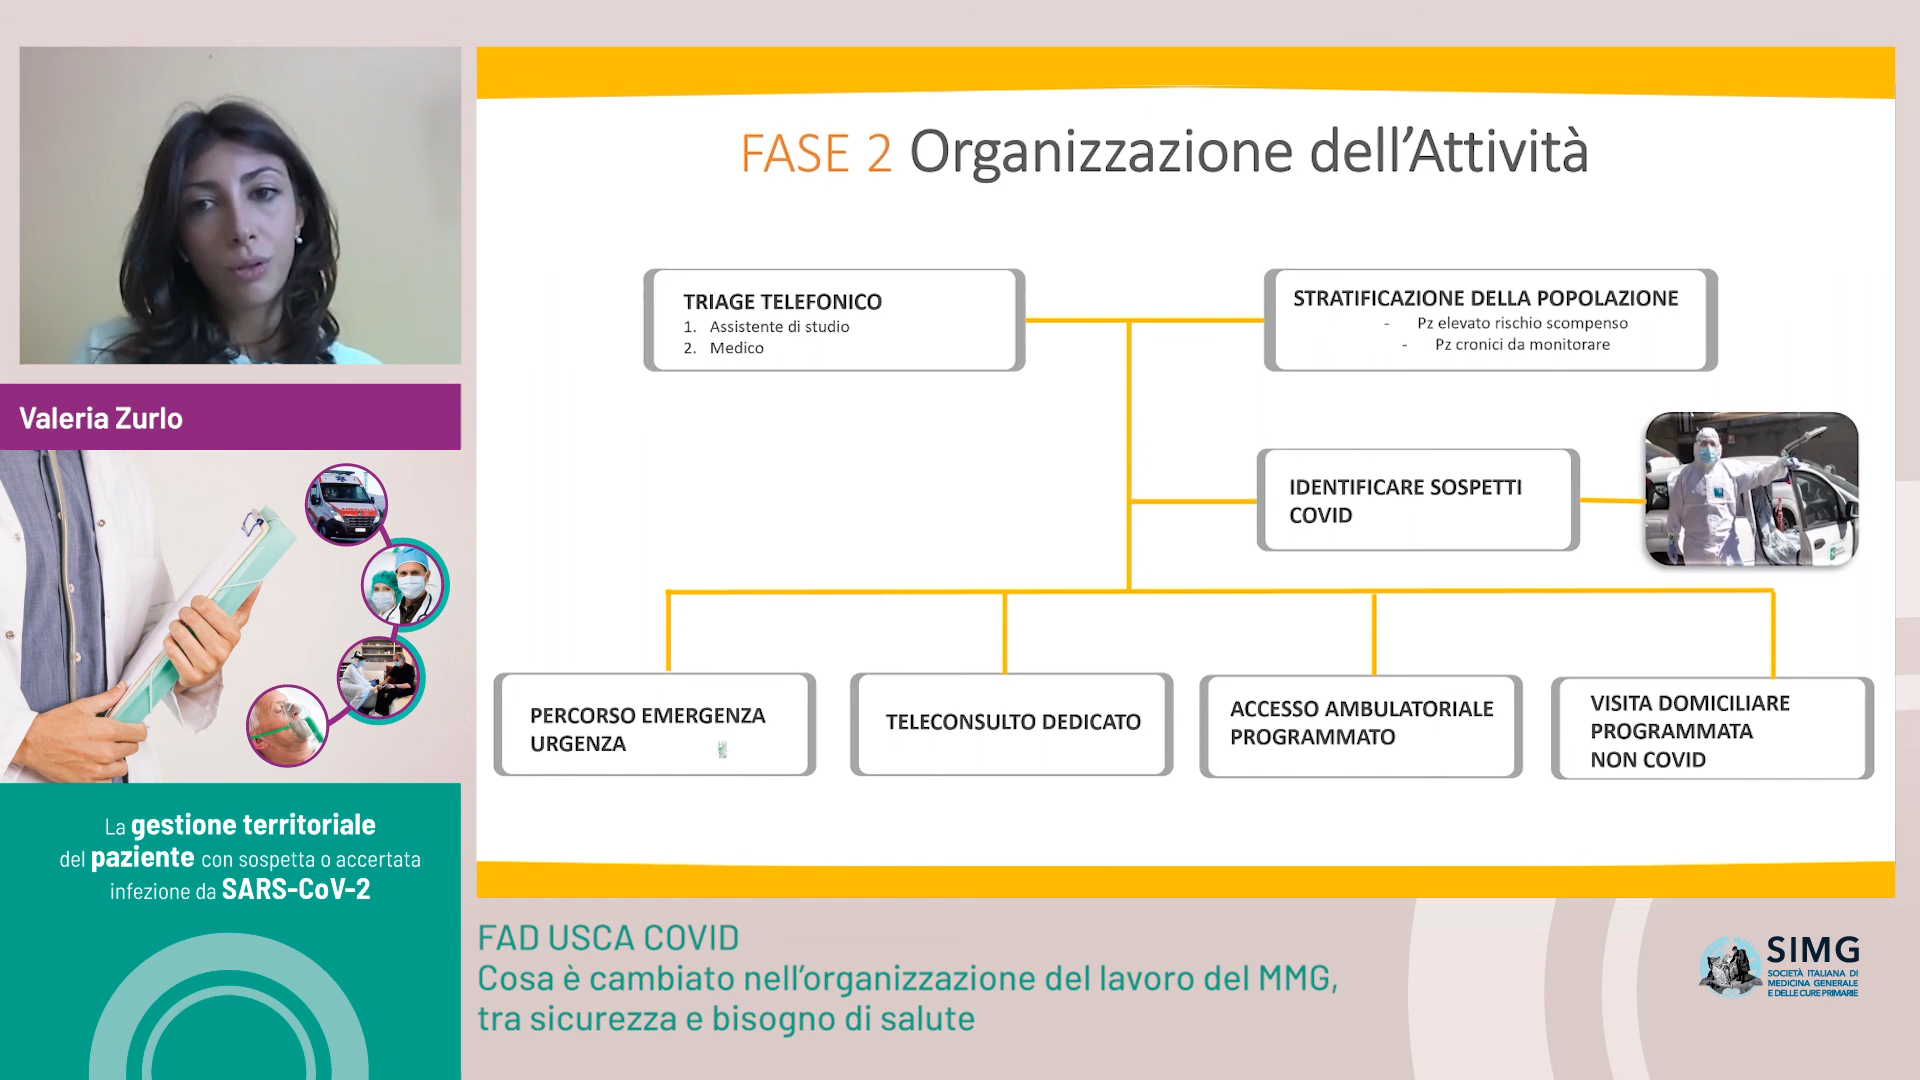 FASE 2 Organizzazione dell'Attività
TRIAGE TELEFONICO
1. Assistente di studio
2. Medico
STRATIFICAZIONE DELLA POPOLAZIONE
- Pz elevato rischio scompenso
- Pz cronici da monitorare
IDENTIFICARE SOSPETTI
COVID
PERCORSO EMERGENZA
URGENZA
TELECONSULTO DEDICATO
ACCESSO AMBULATORIALE
PROGRAMMATO
VISITA DOMICILIARE
PROGRAMMATA
NON COVID
Valeria Zurlo
La gestione territoriale
del paziente con sospetta o accertata
infezione da SARS-CoV-2
FAD USCA COVID
Cosa è cambiato nell'organizzazione del lavoro del MMG,
tra sicurezza e bisogno di salute
SIMG
SOCIETÀ ITALIANA DI
MEDICINA GENERALE
E DELLE CURE PRIMARIE